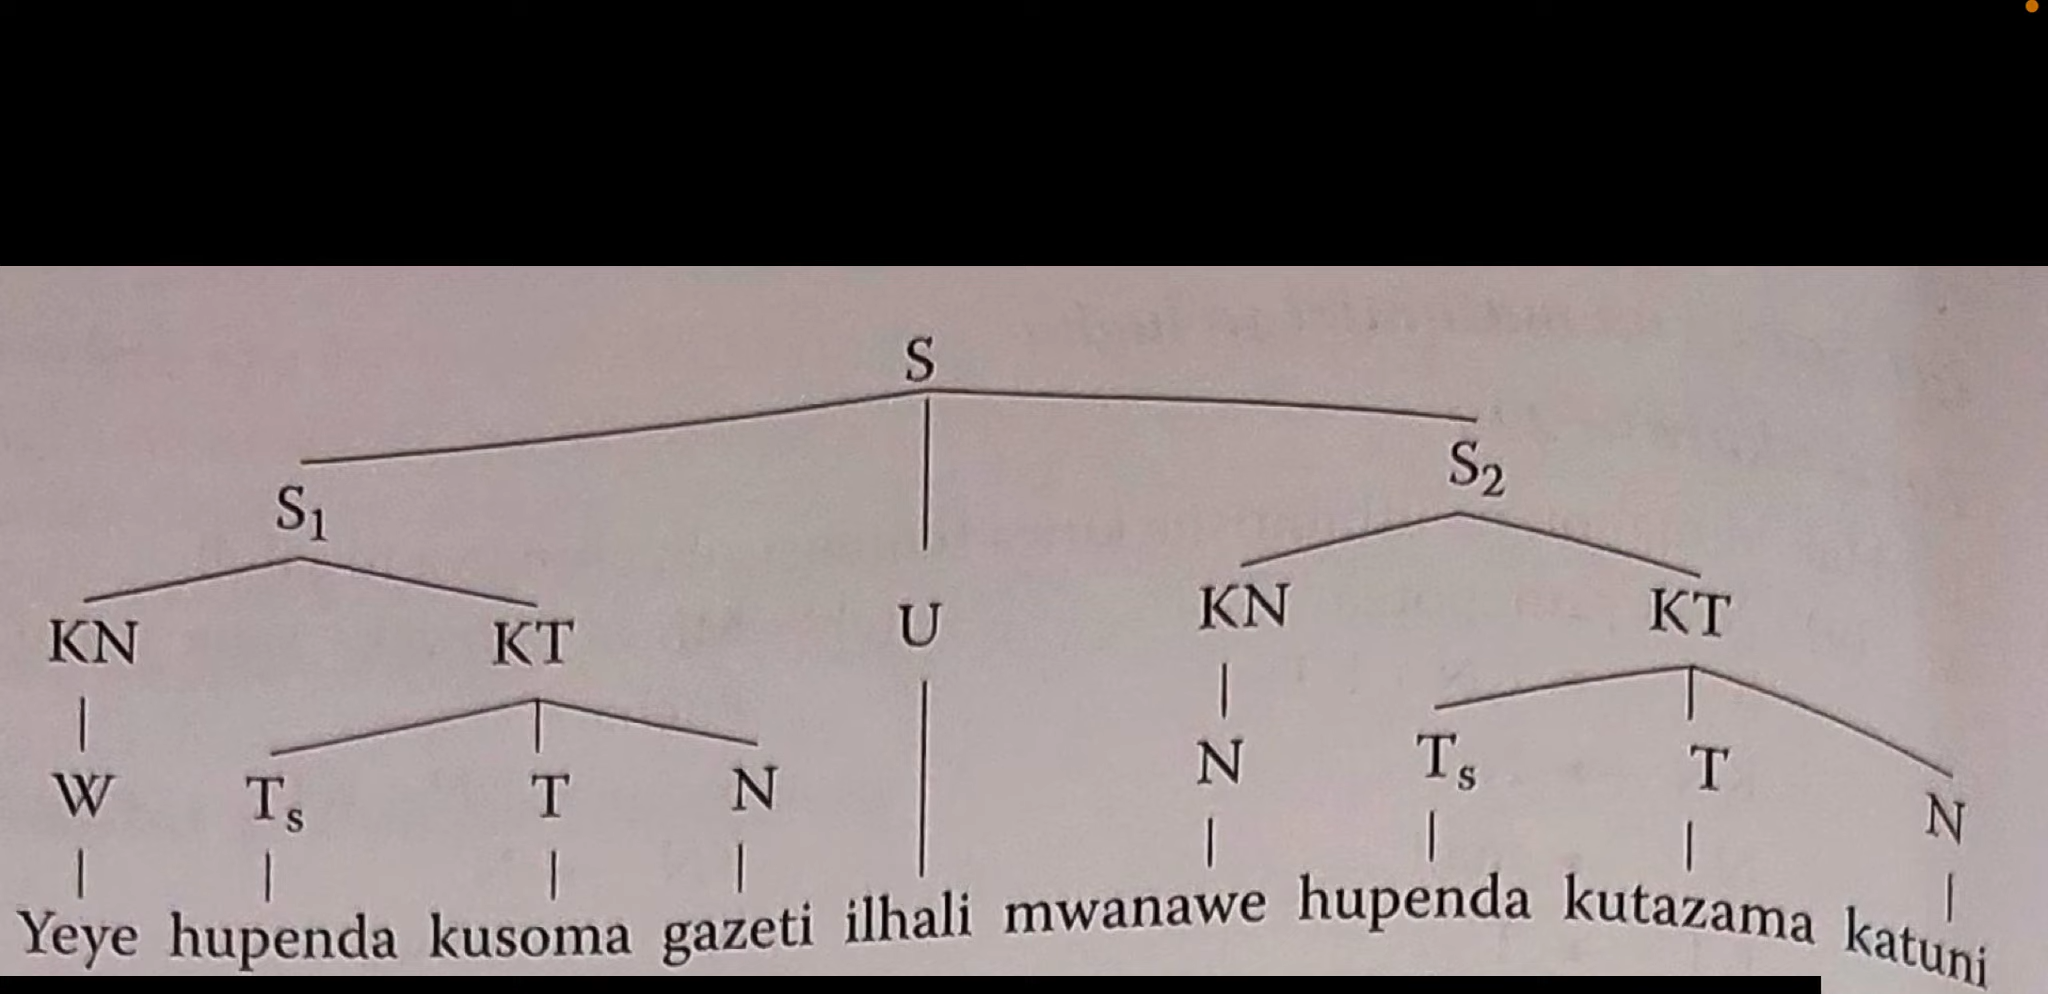 S
S₁ S₂
KN KT U KN KT
W Tₛ T N N Tₛ T N
Yeye hupenda kusoma gazeti ilhali mwanawe hupenda kutazama katuni